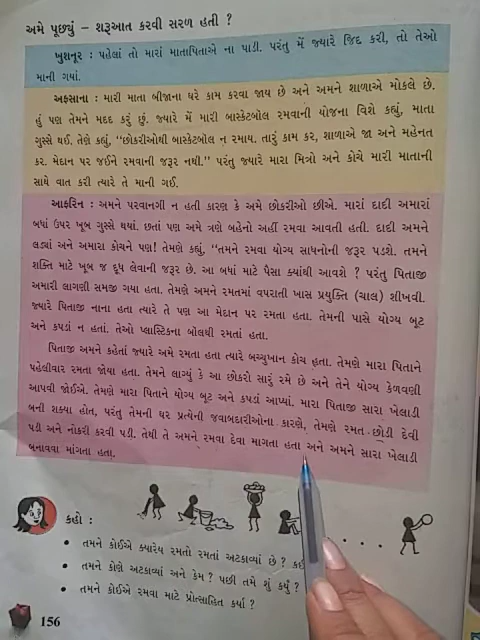 અમે પૂછ્યું – શરૂઆત કરવી સરળ હતી ?
ખુશનૂર : પહેલાં તો મારાં માતાપિતાએ ના પાડી. પરંતુ મેં જ્યારે જિદ કરી, તો તેઓ
માની ગયાં.
અફસાના : મારી માતા બીજાના ઘરે કામ કરવા જાય છે અને અમને શાળાએ મોકલે છે.
હું પણ તેમને મદદ કરું છું. જ્યારે મેં મારી બાસ્કેટબોલ રમવાની યોજના વિશે કહ્યું, માતા
ગુસ્સે થઈ. તેણે કહ્યું, “છોકરીઓથી બાસ્કેટબોલ ન રમાય. તારું કામ કર, શાળાએ જા અને મહેનત
કર. મેદાન પર જઈને રમવાની જરૂર નથી.” પરંતુ જ્યારે મારા મિત્રો અને કોચે મારી માતાની
સાથે વાત કરી ત્યારે તે માની ગઈ.
આફરિન : અમને પરવાનગી ન હતી કારણ કે અમે છોકરીઓ છીએ. મારાં દાદી અમારાં
બધાં ઉપર ખૂબ ગુસ્સે થયાં. છતાં પણ અમે ત્રણે બહેનો અહીં રમવા આવતી હતી. દાદી અમને
લડ્યાં અને અમારા કોચને પણ! તેમણે કહ્યું, “તમને રમવા યોગ્ય સાધનોની જરૂર પડશે. તમને
શક્તિ માટે ખૂબ જ દૂધ લેવાની જરૂર છે. આ બધાં માટે પૈસા ક્યાંથી આવશે ? પરંતુ પિતાજી
અમારી લાગણી સમજી ગયા હતા. તેમણે અમને રમતમાં વપરાતી ખાસ પ્રયુક્તિ (ચાલ) શીખવી.
જ્યારે પિતાજી નાના હતા ત્યારે તે પણ આ મેદાન પર રમતા હતા. તેમની પાસે યોગ્ય બૂટ
અને કપડાં ન હતાં. તેઓ પ્લાસ્ટિકના બોલથી રમતાં હતા.
પિતાજી અમને કહેતાં જ્યારે અમે રમતા હતા ત્યારે બચ્ચુખાન કોચ હતા. તેમણે મારા પિતાને
પહેલીવાર રમતા જોયા હતા. તેમને લાગ્યું કે આ છોકરો સારું રમે છે અને તેને યોગ્ય કેળવણી
આપવી જોઈએ. તેમણે મારા પિતાને યોગ્ય બૂટ અને કપડાં આપ્યાં. મારા પિતાજી સારા ખેલાડી
બની શક્યા હોત, પરંતુ તેમની ઘર પ્રત્યેની જવાબદારીઓના કારણે, તેમણે રમત છોડી દેવી
પડી અને નોકરી કરવી પડી. તેથી તે અમને રમવા દેવા માગતા હતા અને અમને સારા ખેલાડી
બનાવવા માંગતા હતા.
કહો :
• તમને કોઈએ ક્યારેય રમતો રમતાં અટકાવ્યાં છે ?
• તમને કોણે અટકાવ્યાં અને કેમ ? પછી તમે શું કર્યું ?
• તમને કોઈએ રમવા માટે પ્રોત્સાહિત કર્યા ?
156